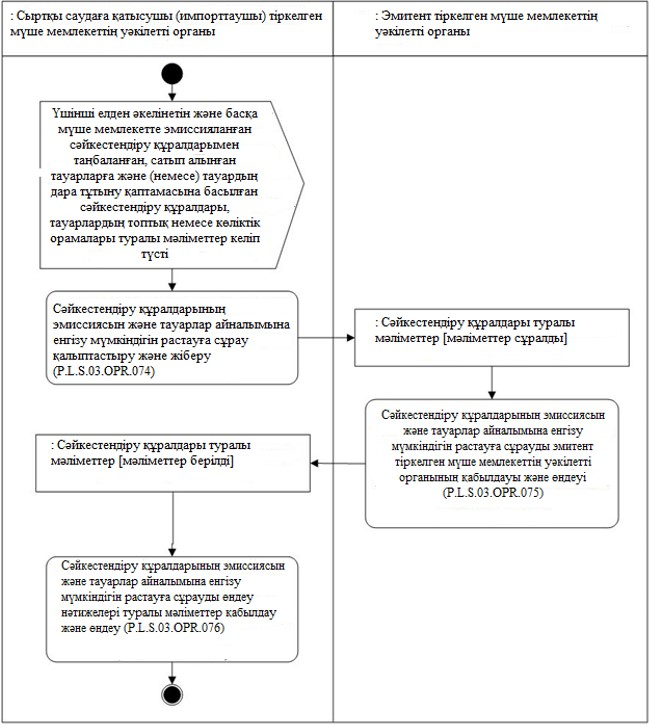 : Сыртқы саудаға қатысушы (импорттаушы) тіркелген
мүше мемлекеттің уәкілетті органы
: Эмитент тіркелген мүше мемлекеттің
уәкілетті органы
Үшінші елден әкелінетін және басқа
мүше мемлекетте эмиссияланған
сәйкестендіру құралдарымен
таңбаланған, сатып алынған
тауарларға және (немесе) тауардың
дара тұтыну қаптамасына басылған
сәйкестендіру құралдары,
тауарлардың топтық немесе көліктік
орамалары туралы мәліметтер келіп
түсті
Сәйкестендіру құралдарының
эмиссиясын және тауарлар айналымына
енгізу мүмкіндігін растауға сұрау
қалыптастыру және жіберу
(P.L.S.03.OPR.074)
: Сәйкестендіру құралдары туралы
мәліметтер [мәліметтер сұралды]
Сәйкестендіру құралдарының эмиссиясын
және тауарлар айналымына енгізу
мүмкіндігін растауға сұрауды эмитент
тіркелген мүше мемлекеттің уәкілетті
органының қабылдауы және өңдеуі
(P.L.S.03.OPR.075)
: Сәйкестендіру құралдары туралы
мәліметтер [мәліметтер берілді]
Сәйкестендіру құралдарының эмиссиясын
және тауарлар айналымына енгізу
мүмкіндігін растауға сұрауды өңдеу
нәтижелері туралы мәліметтер қабылдау
және өңдеу (P.L.S.03.OPR.076)